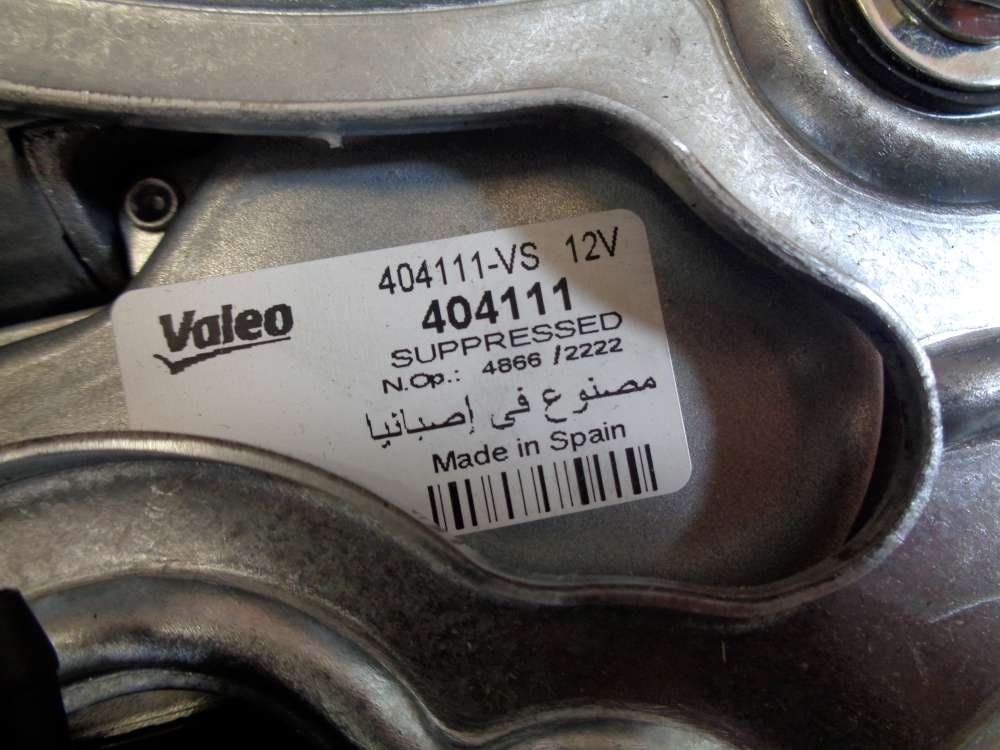 Valeo
404111-VS 12V
404111
SUPPRESSED
N.Op.: 4866 /2222
مصنوع في إصبانيا
Made in Spain